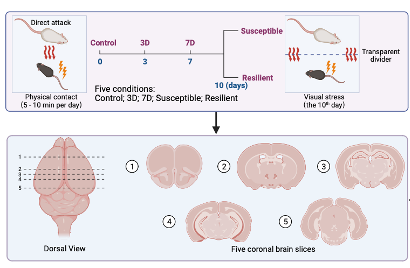 Direct attack
Physical contact
(5 - 10 min per day)
Control 3D 7D
0 3 7
Susceptible
Resilient
10 (days)
Five conditions:
Control; 3D; 7D; Susceptible; Resilient
Transparent
divider
Visual stress
(the 10th day)
1
2
3
4
5
Dorsal View
1 2 3
4 5
Five coronal brain slices